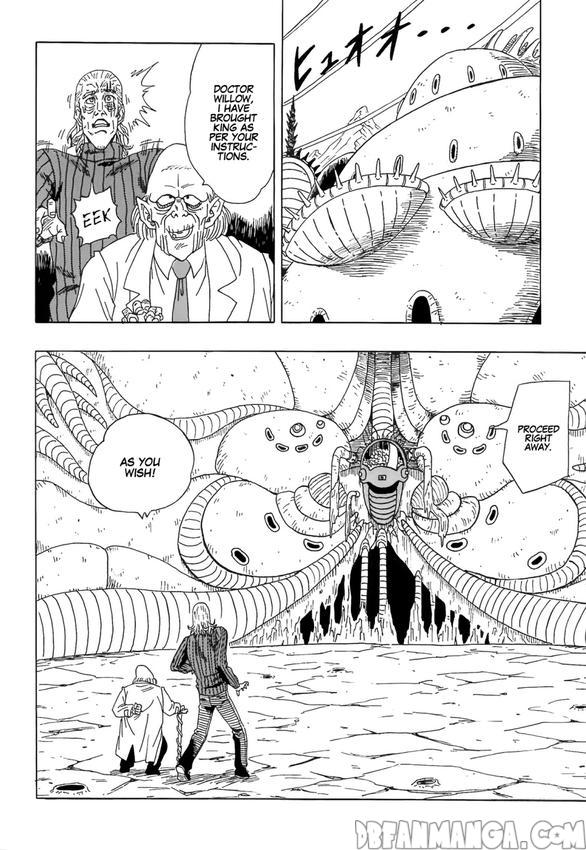 ヒュオオ・・・
DOCTOR
WILLOW,
I HAVE
BROUGHT
KING AS
PER YOUR
INSTRUC-
TIONS.
EEK
PROCEED
RIGHT
AWAY.
AS YOU
WISH!
DBFANMANGA.COM